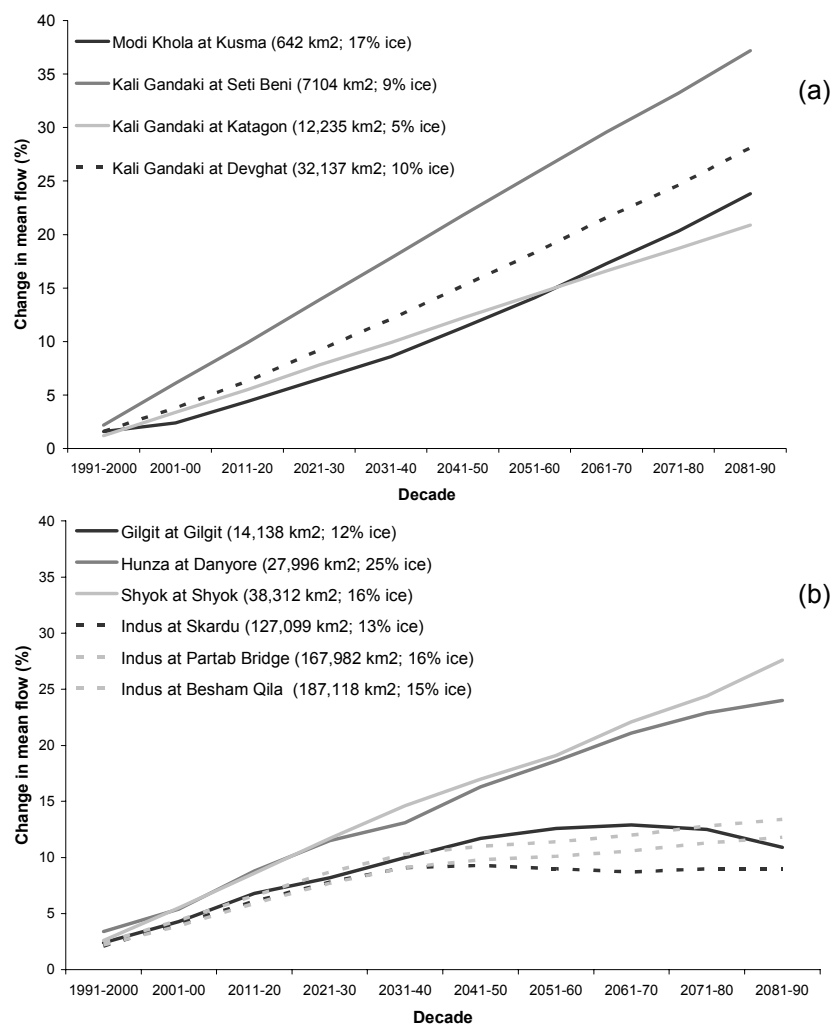 40
35
30
25
20
15
10
5
0
Change in mean flow (%)
Modi Khola at Kusma (642 km2; 17% ice)
Kali Gandaki at Seti Beni (7104 km2; 9% ice)
Kali Gandaki at Katagon (12,235 km2; 5% ice)
Kali Gandaki at Devghat (32,137 km2; 10% ice)
(a)
1991-2000 2001-00 2011-20 2021-30 2031-40 2041-50 2051-60 2061-70 2071-80 2081-90
Decade
40
35
30
25
20
15
10
5
0
Change in mean flow (%)
Gilgit at Gilgit (14,138 km2; 12% ice)
Hunza at Danyore (27,996 km2; 25% ice)
Shyok at Shyok (38,312 km2; 16% ice)
Indus at Skardu (127,099 km2; 13% ice)
Indus at Partab Bridge (167,982 km2; 16% ice)
Indus at Besham Qila (187,118 km2; 15% ice)
(b)
1991-2000 2001-00 2011-20 2021-30 2031-40 2041-50 2051-60 2061-70 2071-80 2081-90
Decade